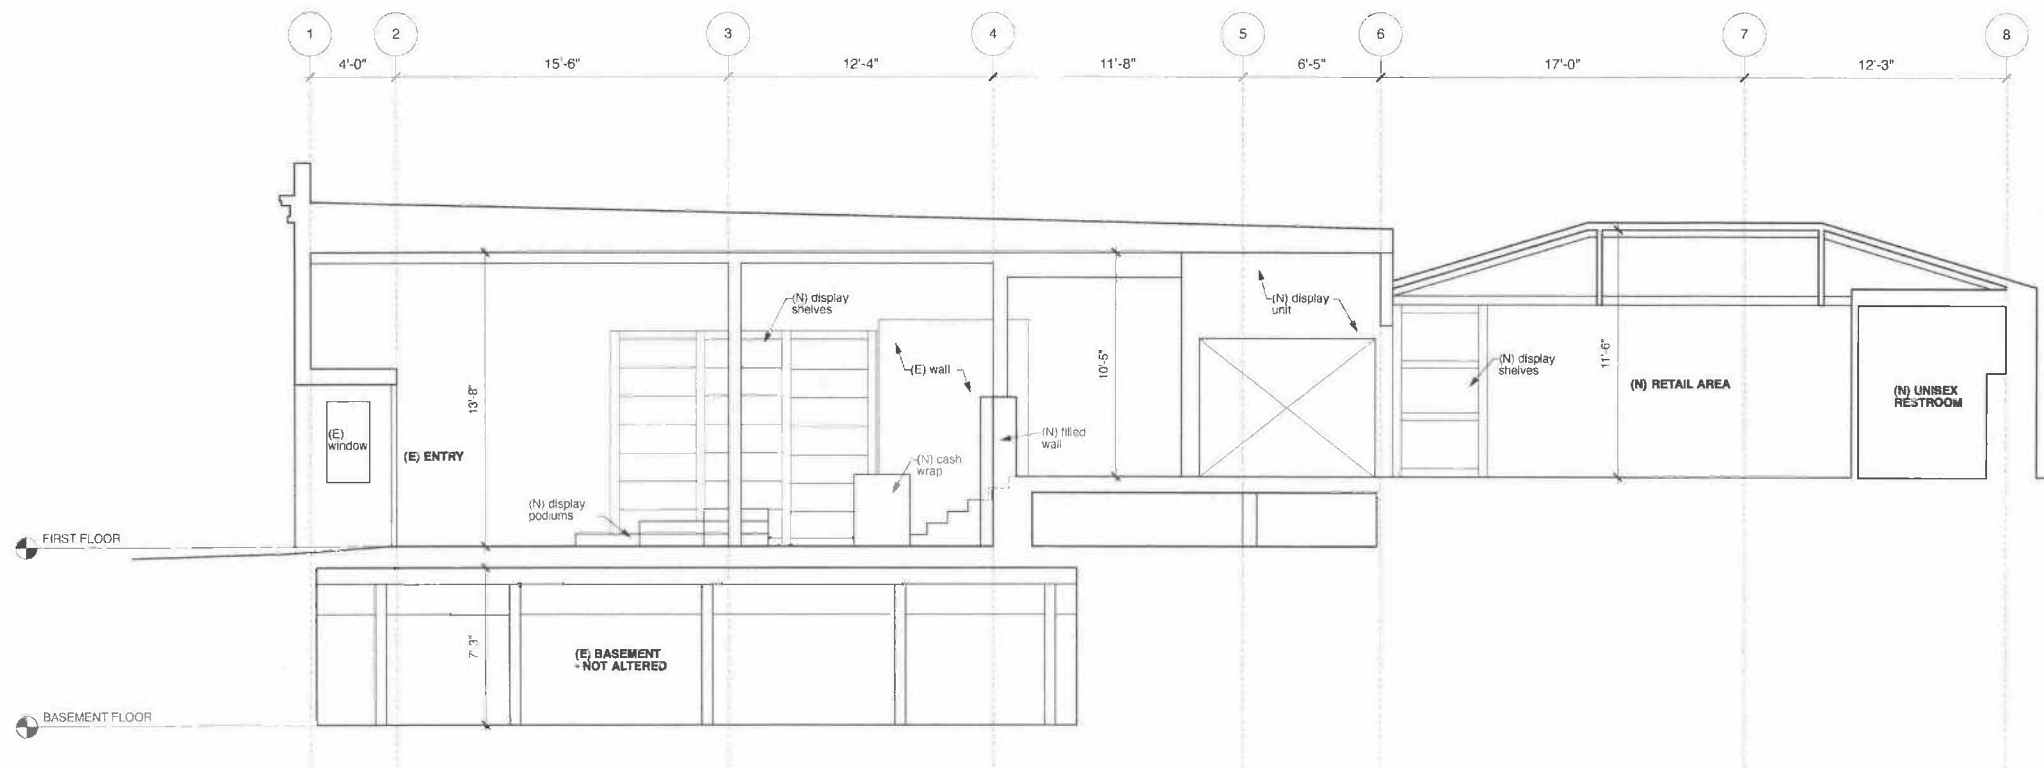 1 2 3 4 5 6 7 8
4'-0" 15'-6" 12'-4" 11'-8" 6'-5" 17'-0" 12'-3"
(N) display
shelves
(N) display
unit
(E) wall
10'-5"
(N) display
shelves
11'-6"
(N) RETAIL AREA
(N) UNISEX
RESTROOM
13'-8"
(E)
window
(E) ENTRY
(N) filled
wall
(N) cash
wrap
(N) display
podiums
FIRST FLOOR
7'-3"
(E) BASEMENT
- NOT ALTERED
BASEMENT FLOOR